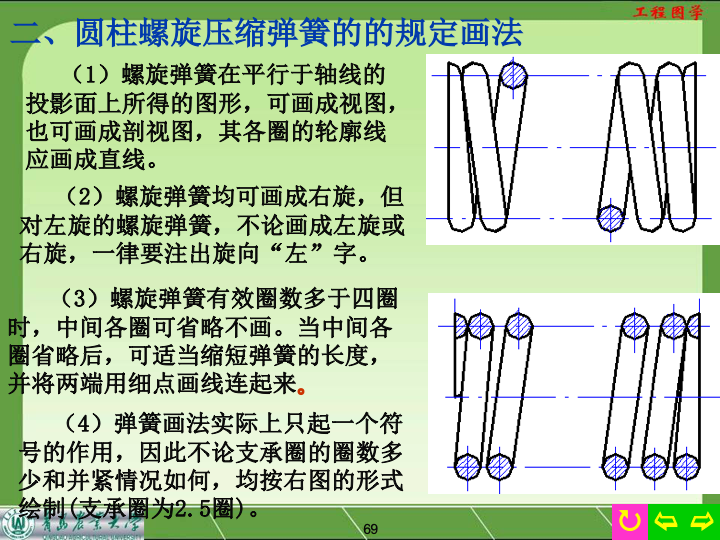 工程图学
二、圆柱螺旋压缩弹簧的的规定画法
（1）螺旋弹簧在平行于轴线的
投影面上所得的图形，可画成视图，
也可画成剖视图，其各圈的轮廓线
应画成直线。
（2）螺旋弹簧均可画成右旋，但
对左旋的螺旋弹簧，不论画成左旋或
右旋，一律要注出旋向“左”字。
（3）螺旋弹簧有效圈数多于四圈
时，中间各圈可省略不画。当中间各
圈省略后，可适当缩短弹簧的长度，
并将两端用细点画线连起来。
（4）弹簧画法实际上只起一个符
号的作用，因此不论支承圈的圈数多
少和并紧情况如何，均按右图的形式
绘制(支承圈为2.5圈)。
青岛农业大学
69